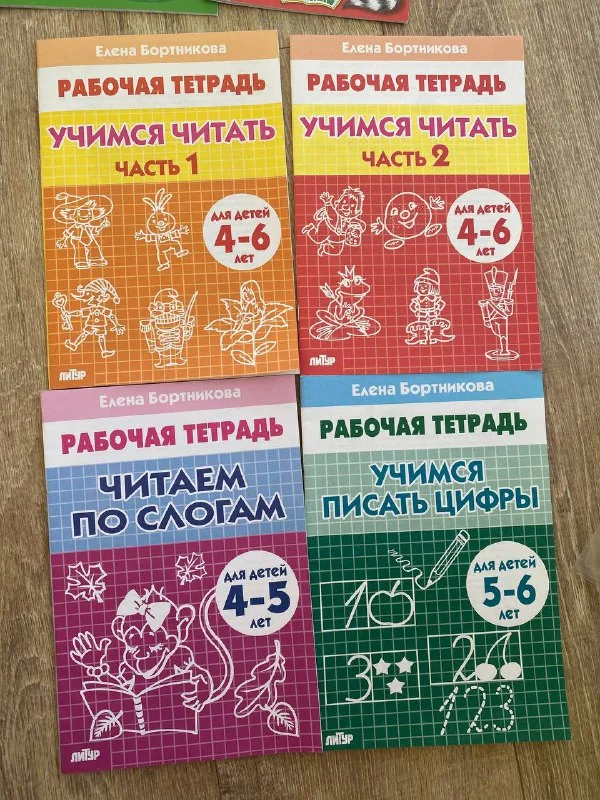 Елена Бортникова
РАБОЧАЯ ТЕТРАДЬ
УЧИМСЯ ЧИТАТЬ
ЧАСТЬ 1
для детей
4-6
лет
ЛИТУР
Елена Бортникова
РАБОЧАЯ ТЕТРАДЬ
УЧИМСЯ ЧИТАТЬ
ЧАСТЬ 2
для детей
4-6
лет
ЛИТУР
Елена Бортникова
РАБОЧАЯ ТЕТРАДЬ
ЧИТАЕМ
ПО СЛОГАМ
для детей
4-5
лет
ЛИТУР
Елена Бортникова
РАБОЧАЯ ТЕТРАДЬ
УЧИМСЯ
ПИСАТЬ ЦИФРЫ
для детей
5-6
лет
1
3
2
123
ЛИТУР